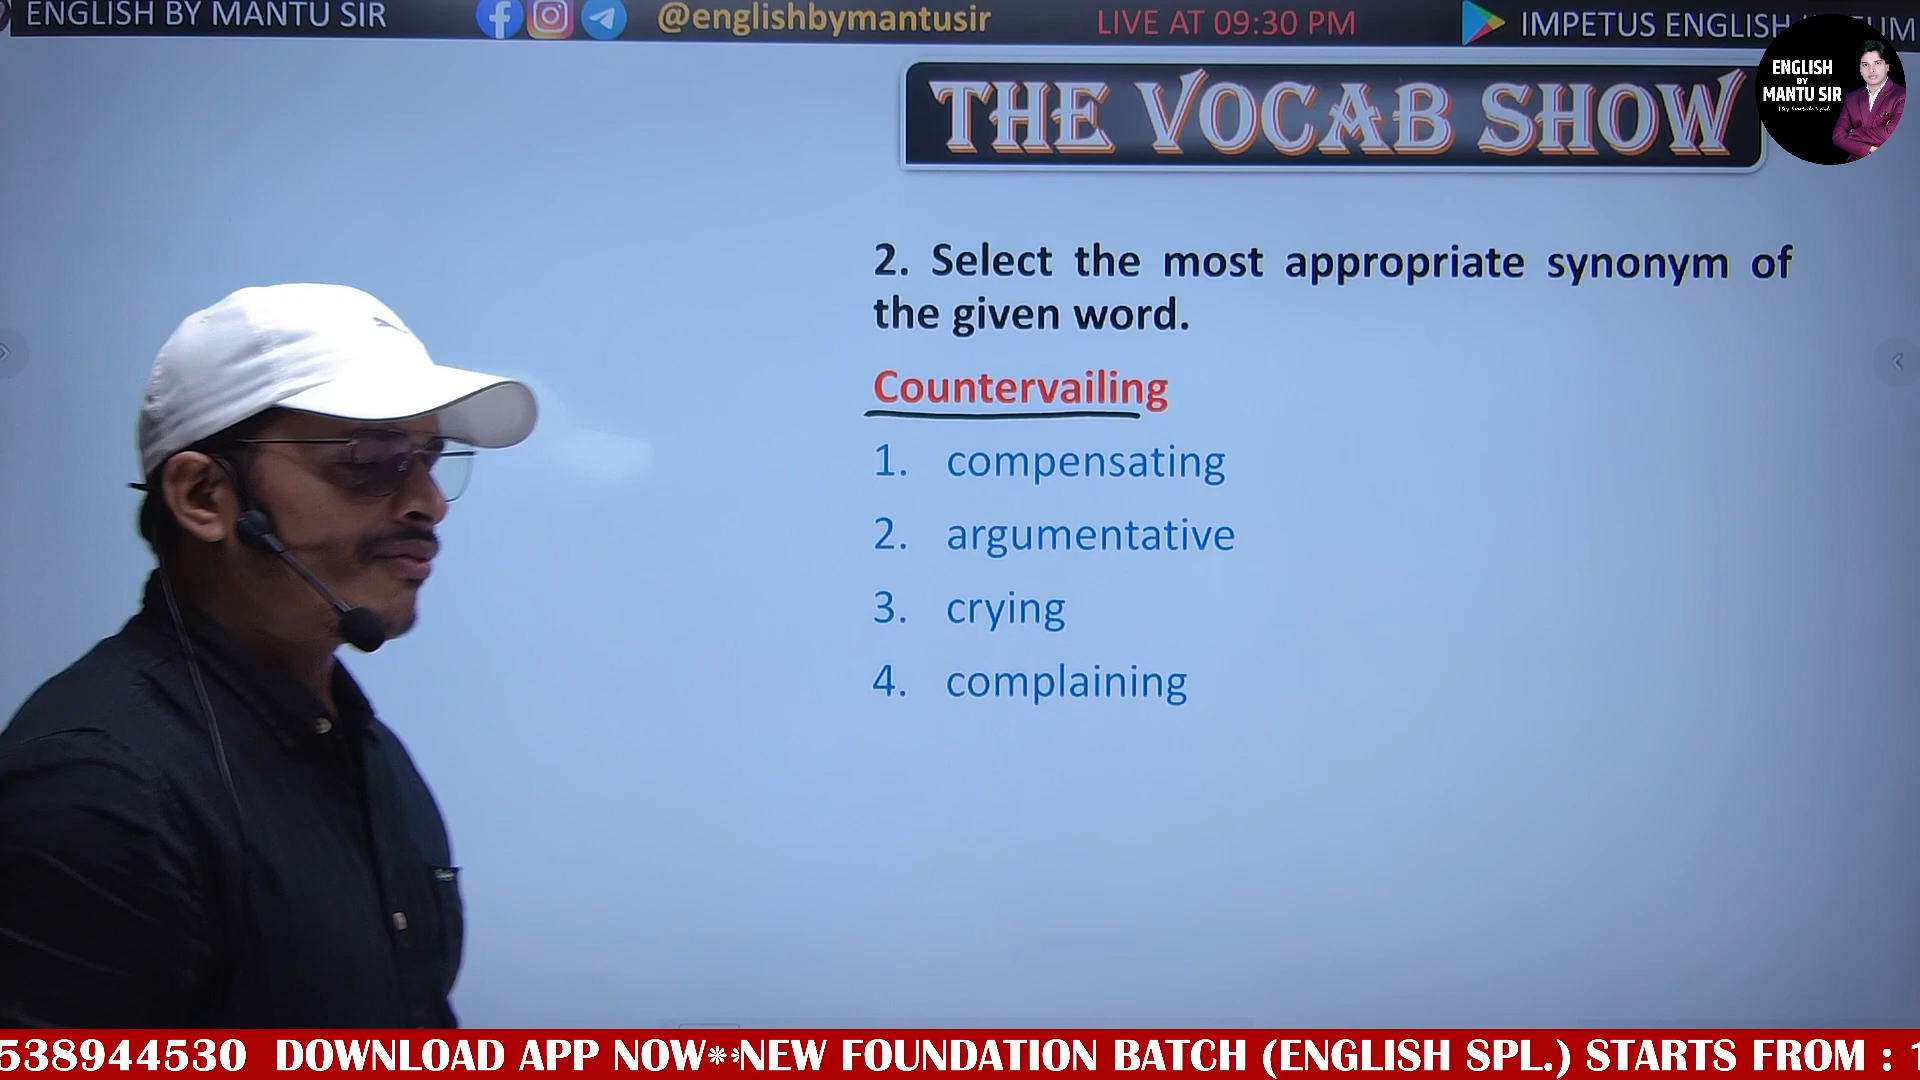 ENGLISH BY MANTU SIR
@englishbymantusir
LIVE AT 09:30 PM
IMPETUS ENGLISH
ENGLISH
BY
MANTU SIR
THE VOCAB SHOW
2. Select the most appropriate synonym of
the given word.
Countervailing
1. compensating
2. argumentative
3. crying
4. complaining
538944530 DOWNLOAD APP NOW**NEW FOUNDATION BATCH (ENGLISH SPL.) STARTS FROM : 1